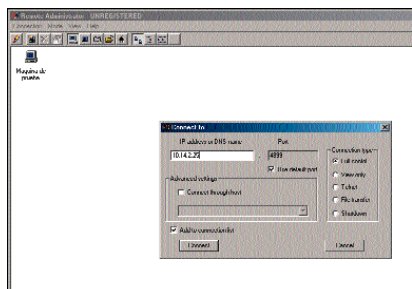 Remote Administrator UNREGISTERED
Connection Mode View Help
Maquina de
prueba
Connect to
IP address or DNS name
Port
10.14.2.25
:
4899
Use default port
Connection type
Full control
View only
Telnet
File transfer
Shutdown
Advanced settings
Connect through host
Add to connection list
Connect
Cancel